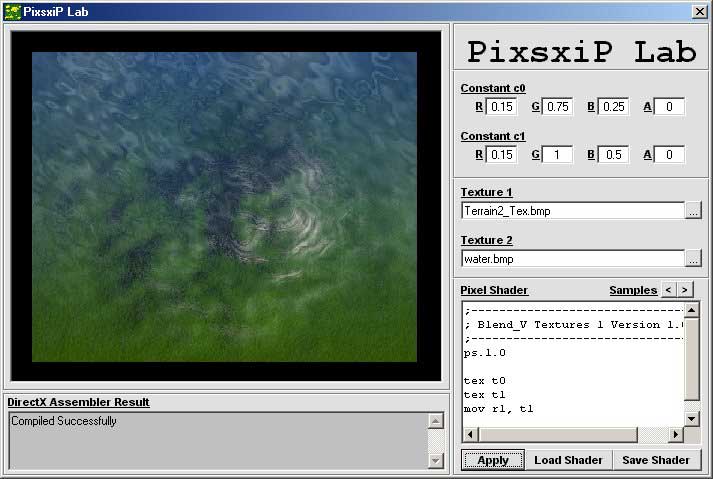 PixsxiP Lab
PixsxiP Lab
Constant c0
R 0.15 G 0.75 B 0.25 A 0
Constant c1
R 0.15 G 1 B 0.5 A 0
Texture 1
Terrain2_Tex.bmp ...
Texture 2
water.bmp ...
Pixel Shader Samples < >
;------------------------------
; Blend_V Textures 1 Version 1.
;------------------------------
ps.1.0
tex t0
tex t1
mov r1, t1
DirectX Assembler Result
Compiled Successfully
Apply Load Shader Save Shader